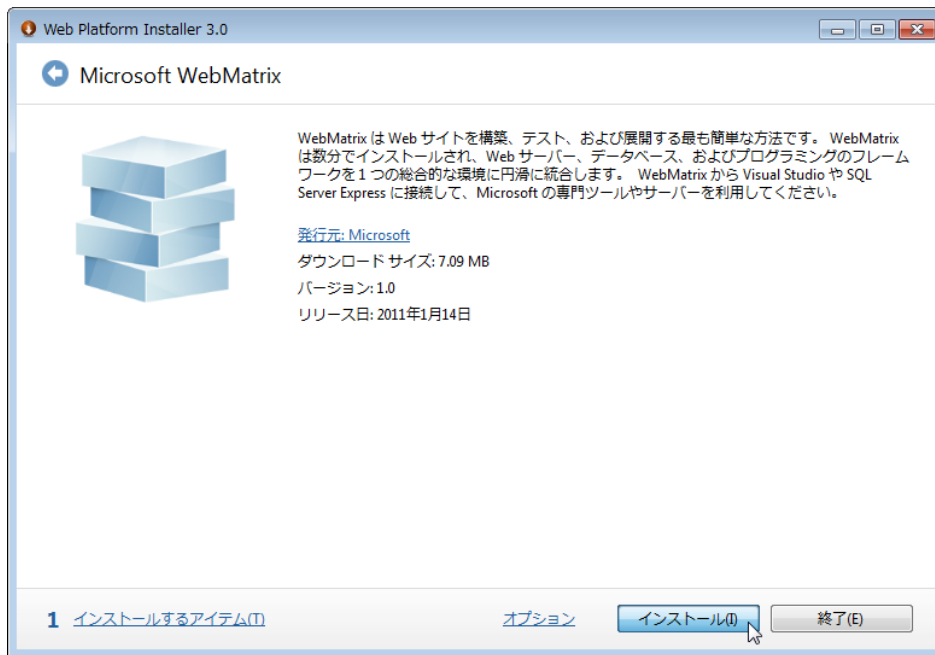 Web Platform Installer 3.0
Microsoft WebMatrix
WebMatrix は Web サイトを構築、テスト、および展開する最も簡単な方法です。 WebMatrix
は数分でインストールされ、Web サーバー、データベース、およびプログラミングのフレーム
ワークを 1 つの総合的な環境に円滑に統合します。 WebMatrix から Visual Studio や SQL
Server Express に接続して、Microsoft の専門ツールやサーバーを利用してください。
発行元: Microsoft
ダウンロード サイズ: 7.09 MB
バージョン: 1.0
リリース日: 2011年1月14日
1 インストールするアイテム(T) オプション インストール(I) 終了(E)